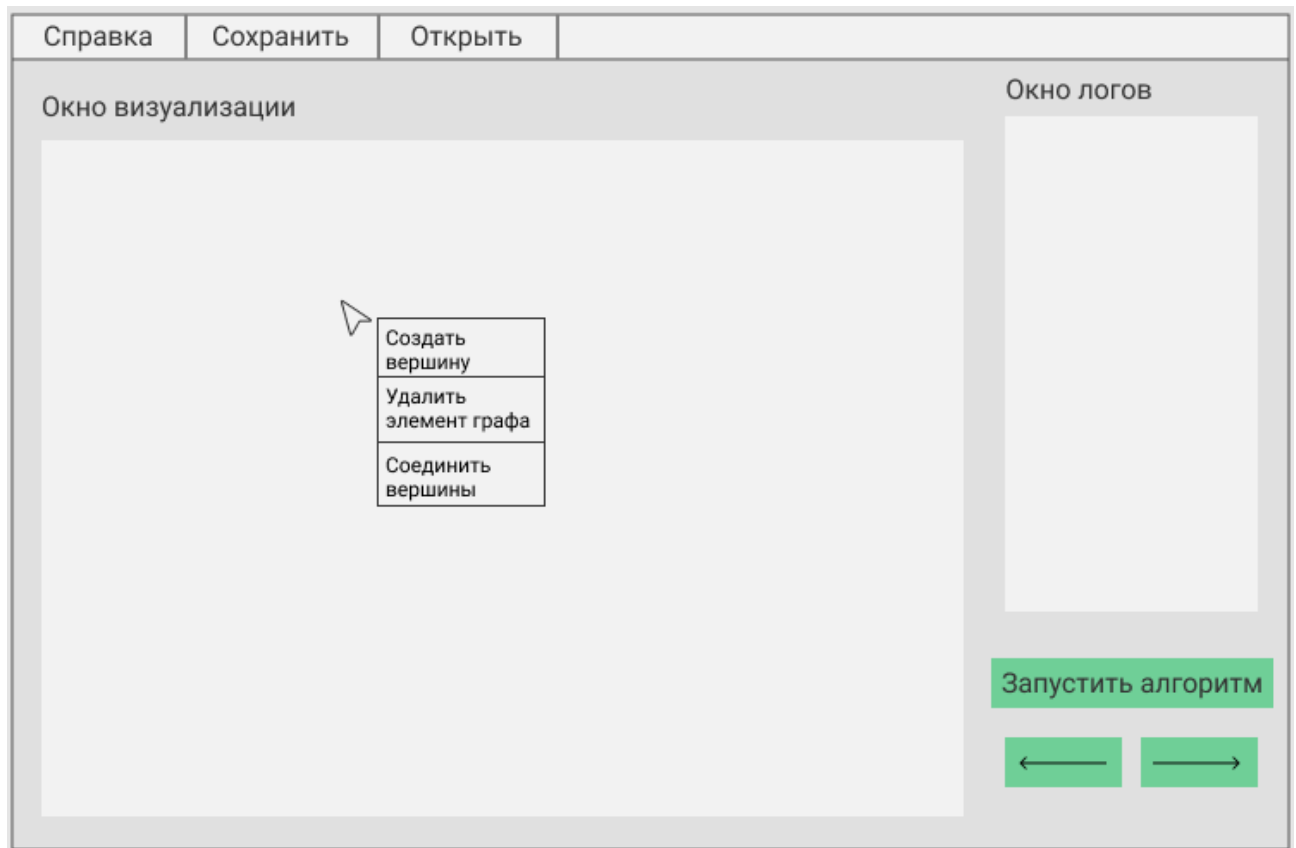 Справка
Сохранить
Открыть
Окно визуализации
Окно логов
Создать
вершину
Удалить
элемент графа
Соединить
вершины
Запустить алгоритм